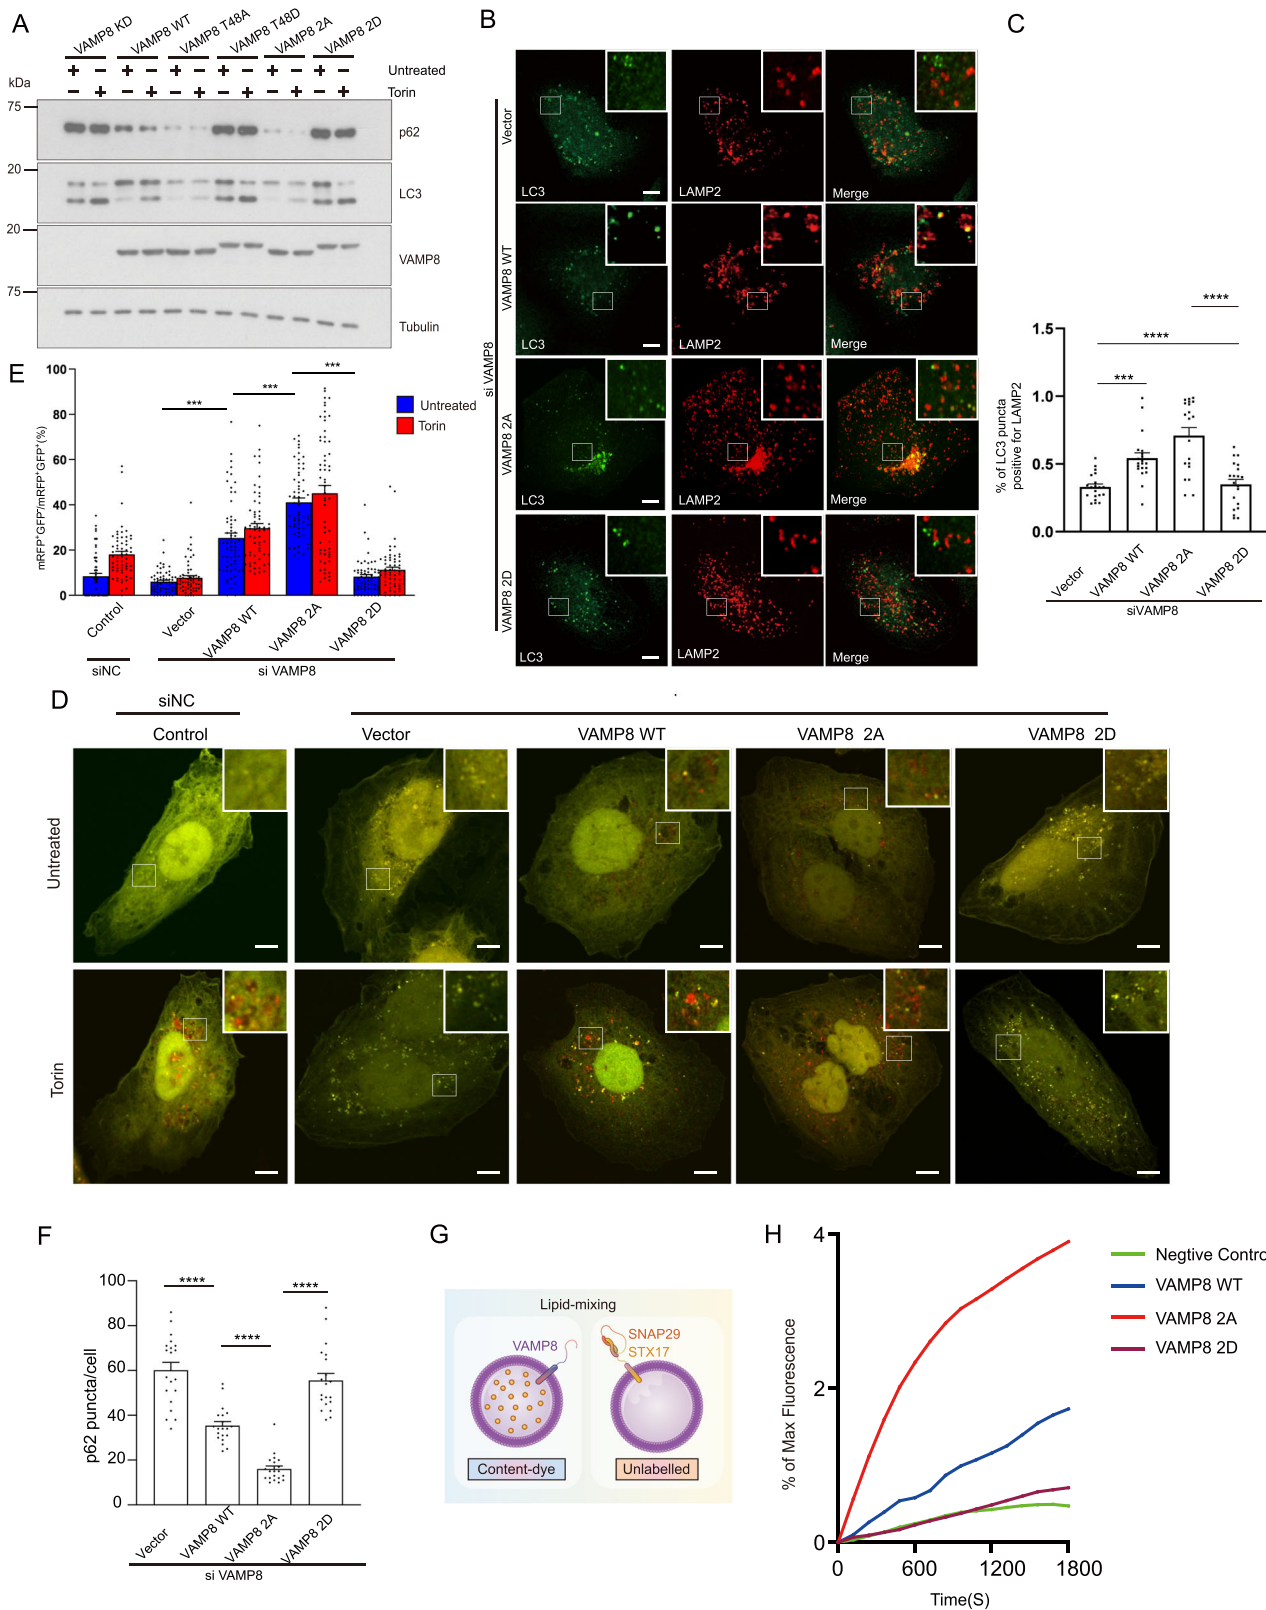 A
VAMP8 KD
VAMP8 WT
VAMP8 T48A
VAMP8 T48D
VAMP8 2A
VAMP8 2D
+ − + − + − + − + − + − Untreated
− + − + − + − + − + − + Torin
kDa
75
p62
20
LC3
20
VAMP8
75
Tubulin
B
si VAMP8
Vector
LC3
LAMP2
Merge
VAMP8 WT
LC3
LAMP2
Merge
VAMP8 2A
LC3
LAMP2
Merge
VAMP8 2D
LC3
LAMP2
Merge
C
% of LC3 puncta
positive for LAMP2
1.5
1.0
0.5
0.0
****
****
***
Vector
VAMP8 WT
VAMP8 2A
VAMP8 2D
siVAMP8
E
mRFP⁺GFP⁻/mRFP⁺GFP⁺(%)
100
80
60
40
20
0
***
***
***
Untreated
Torin
Control
Vector
VAMP8 WT
VAMP8 2A
VAMP8 2D
siNC
si VAMP8
D
siNC
Control
Vector
VAMP8 WT
VAMP8 2A
VAMP8 2D
Untreated
Torin
F
p62 puncta/cell
100
80
60
40
20
0
****
****
****
Vector
VAMP8 WT
VAMP8 2A
VAMP8 2D
si VAMP8
G
Lipid-mixing
VAMP8
SNAP29
STX17
Content-dye
Unlabelled
H
% of Max Fluorescence
4
2
0
0
600
1200
1800
Time(S)
Negtive Contro
VAMP8 WT
VAMP8 2A
VAMP8 2D